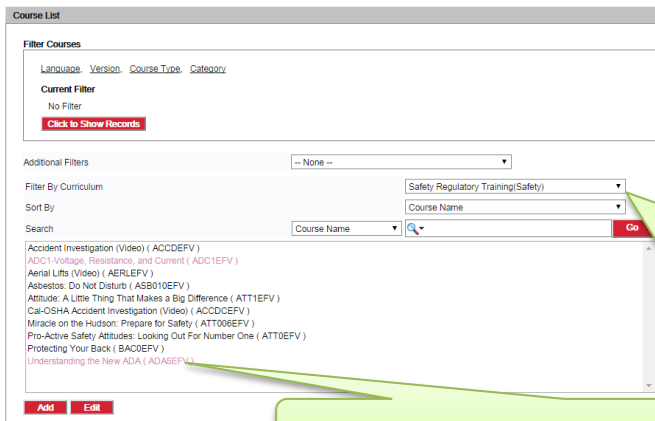 Course List
Filter Courses
Language, Version, Course Type, Category
Current Filter
No Filter
Click to Show Records
Additional Filters -- None --
Filter By Curriculum Safety Regulatory Training(Safety)
Sort By Course Name
Search Course Name Go
Accident Investigation (Video) ( ACCDEFV )
ADC1-Voltage, Resistance, and Current ( ADC1EFV )
Aerial Lifts (Video) ( AERLEFV )
Asbestos: Do Not Disturb ( ASB010EFV )
Attitude: A Little Thing That Makes a Big Difference ( ATT1EFV )
Cal-OSHA Accident Investigation (Video) ( ACCDCEFV )
Miracle on the Hudson: Prepare for Safety ( ATT006EFV )
Pro-Active Safety Attitudes: Looking Out For Number One ( ATT0EFV )
Protecting Your Back ( BAC0EFV )
Understanding the New ADA ( ADA5EFV )
Add Edit